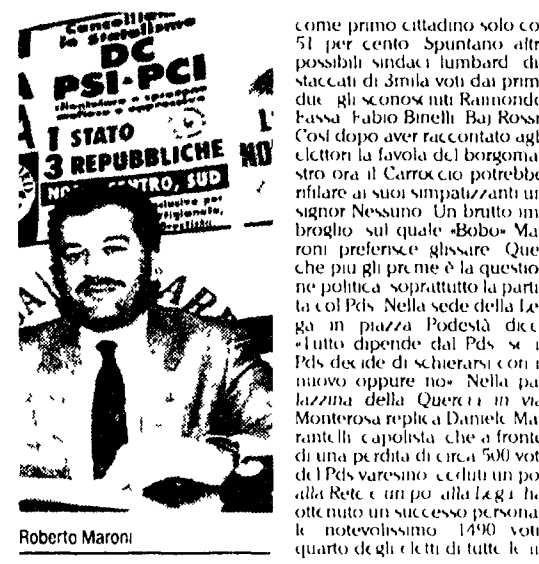 Cancelliamo
lo Statalismo
DC
PSI-PCI
1 STATO
3 REPUBBLICHE
NORD, CENTRO, SUD
Roberto Maroni
come primo cittadino solo co
51 per cento Spuntano altr
possibili sindaci lumbard di
staccati di 3mila voti dai prim
due gli sconosciuti Raimondo
Fassa Fabio Binelli Baj Rossi
Così dopo aver raccontato agl
elettori la favola del borgoma
stro ora il Carroccio potrebbe
rifilare ai suoi simpatizzanti un
signor Nessuno Un brutto im
broglio sul quale «Bobo» Ma
roni preferisce glissare Quel
che più gli preme è la questio
ne politica soprattutto la parti
ta col Pds Nella sede della Le
ga in piazza Podestà dice
«Tutto dipende dal Pds se i
Pds decide di schierarsi con i
nuovo oppure no» Nella pa
lazzina della Quercia in via
Monterosa replica Daniele Ma
rantelli capolista che a fronte
di una perdita di circa 500 vot
del Pds varesino ceduti un po
alla Rete e un po alla Lega ha
ottenuto un successo persona
le notevolissimo 1490 voti
quarto degli eletti di tutte le